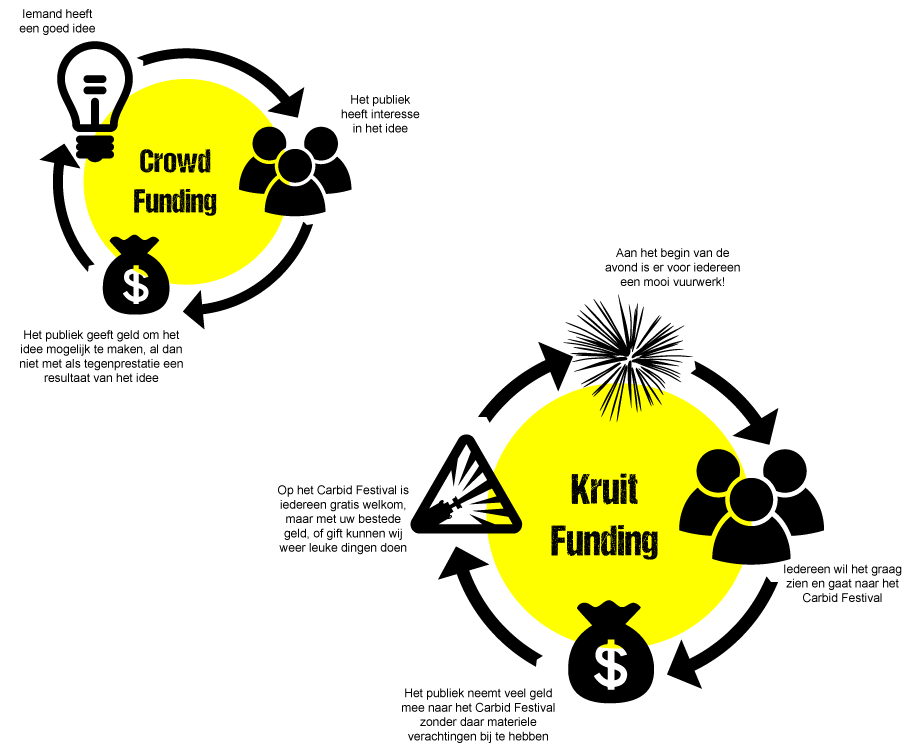 Iemand heeft
een goed idee
Het publiek
heeft interesse
in het idee
Crowd
Funding
$
Het publiek geeft geld om het
idee mogelijk te maken, al dan
niet met als tegenprestatie een
resultaat van het idee
Aan het begin van de
avond is er voor iedereen
een mooi vuurwerk!
Op het Carbid Festival is
iedereen gratis welkom,
maar met uw bestede
geld, of gift kunnen wij
weer leuke dingen doen
Kruit
Funding
Iedereen wil het graag
zien en gaat naar het
Carbid Festival
$
Het publiek neemt veel geld
mee naar het Carbid Festival
zonder daar materiele
verachtingen bij te hebben